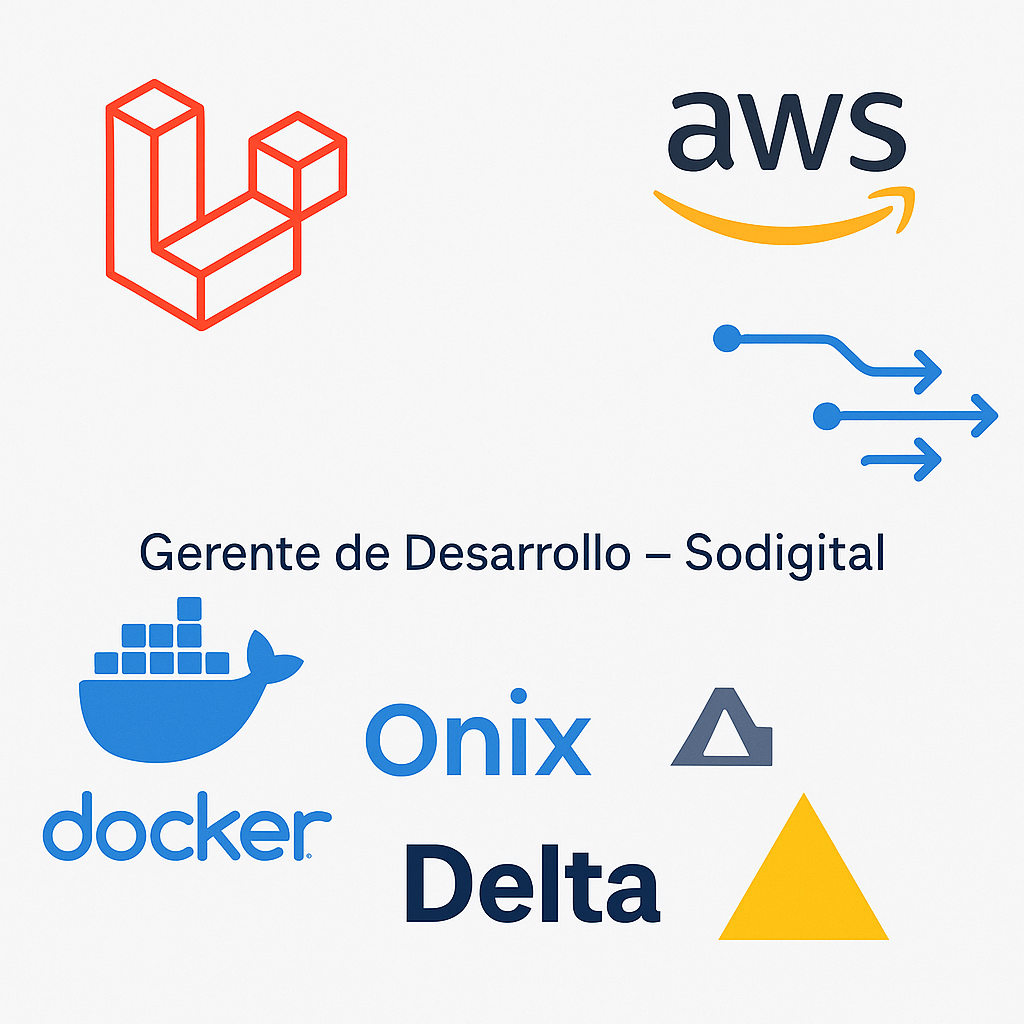 aws
Gerente de Desarrollo – Sodigital
Onix
docker
Delta